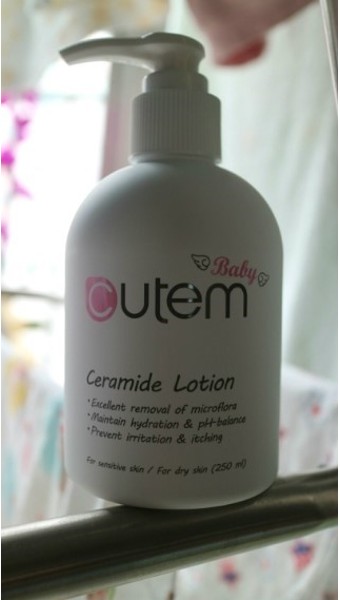 Baby
cutem
Ceramide Lotion
• Excellent removal of microflora
• Maintain hydration & pH-balance
• Prevent irritation & itching
For sensitive skin / For dry skin (250 ml)